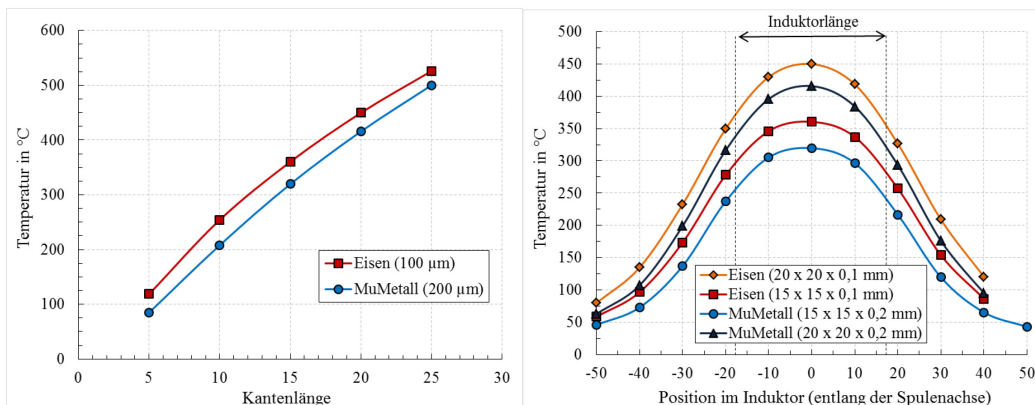 600
500
400
300
200
100
0
Temperatur in °C
0 5 10 15 20 25 30
Kantenlänge
Eisen (100 µm)
MuMetall (200 µm)
Induktorlänge
500
450
400
350
300
250
200
150
100
50
0
Temperatur in °C
-50 -40 -30 -20 -10 0 10 20 30 40 50
Position im Induktor (entlang der Spulenachse)
Eisen (20 x 20 x 0,1 mm)
Eisen (15 x 15 x 0,1 mm)
MuMetall (15 x 15 x 0,2 mm)
MuMetall (20 x 20 x 0,2 mm)